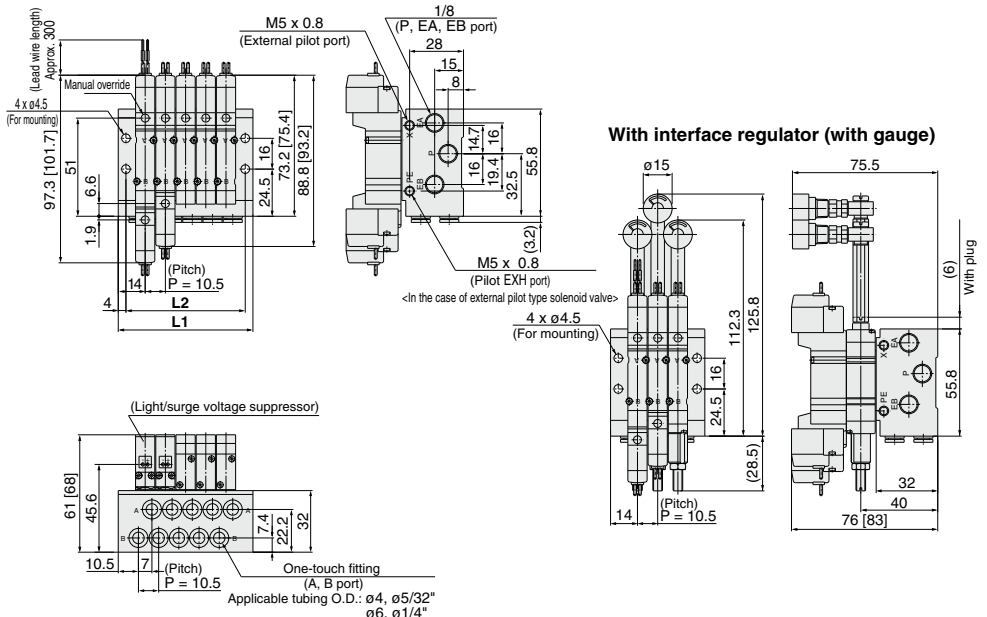 (Lead wire length)
Approx. 300
Manual override
4 x ø4.5
(For mounting)
97.3 [101.7]
51
6.6
1.9
16
24.5
73.2 [75.4]
88.8 [93.2]
14
(Pitch)
P = 10.5
4
L2
L1
A A A A A
B B B B B
M5 x 0.8
(External pilot port)
1/8
(P, EA, EB port)
28
15
8
X
EA
P
PE
EB
14.7
16
16
19.4
32.5
55.8
(3.2)
M5 x 0.8
(Pilot EXH port)
<In the case of external pilot type solenoid valve>
(Light/surge voltage suppressor)
61 [68]
45.6
A
A
B
B
7.4
22.2
32
10.5
7
(Pitch)
P = 10.5
One-touch fitting
(A, B port)
Applicable tubing O.D.: ø4, ø5/32"
ø6, ø1/4"
With interface regulator (with gauge)
ø15
4 x ø4.5
(For mounting)
A A A
B B B
16
24.5
112.3
125.8
(28.5)
14
(Pitch)
P = 10.5
75.5
(6)
With plug
X
EA
P
PE
EB
55.8
32
40
76 [83]